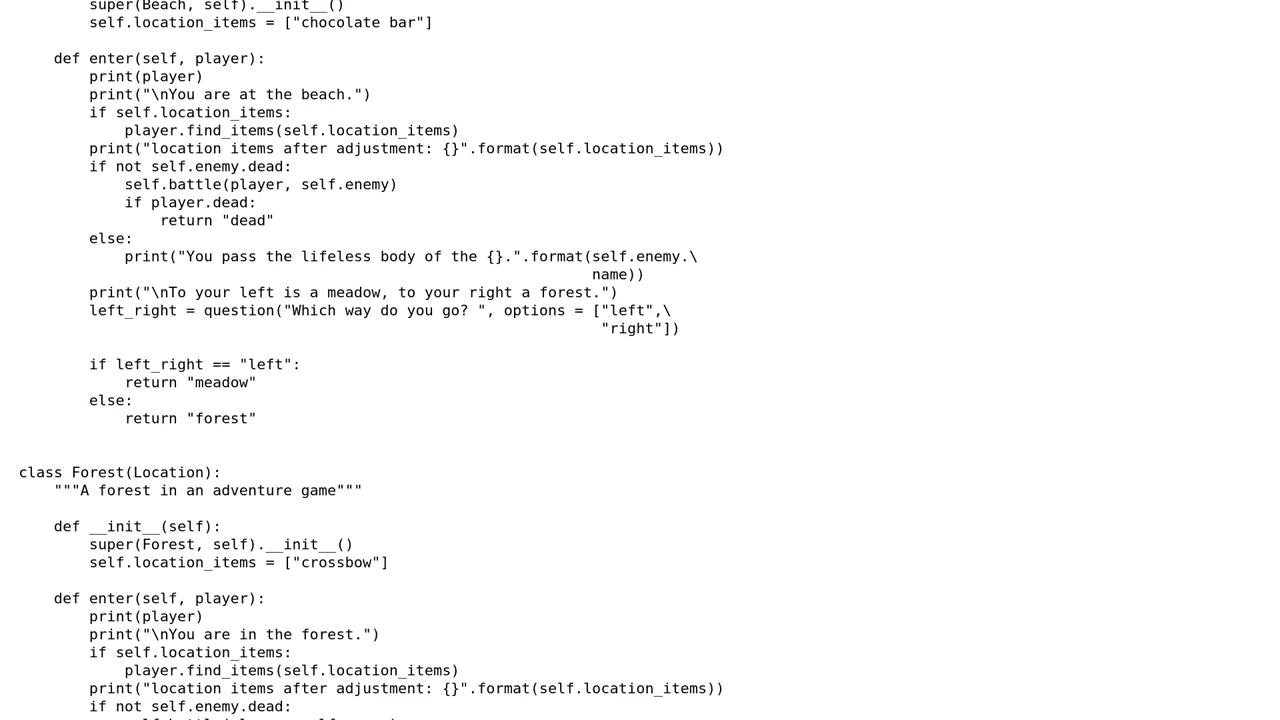 super(Beach, self).__init__()
        self.location_items = ["chocolate bar"]

    def enter(self, player):
        print(player)
        print("\nYou are at the beach.")
        if self.location_items:
            player.find_items(self.location_items)
        print("location items after adjustment: {}".format(self.location_items))
        if not self.enemy.dead:
            self.battle(player, self.enemy)
            if player.dead:
                return "dead"
        else:
            print("You pass the lifeless body of the {}.".format(self.enemy.\
                                                                 name))
        print("\nTo your left is a meadow, to your right a forest.")
        left_right = question("Which way do you go? ", options = ["left",\
                                                                  "right"])

        if left_right == "left":
            return "meadow"
        else:
            return "forest"


class Forest(Location):
    """A forest in an adventure game"""

    def __init__(self):
        super(Forest, self).__init__()
        self.location_items = ["crossbow"]

    def enter(self, player):
        print(player)
        print("\nYou are in the forest.")
        if self.location_items:
            player.find_items(self.location_items)
        print("location items after adjustment: {}".format(self.location_items))
        if not self.enemy.dead: